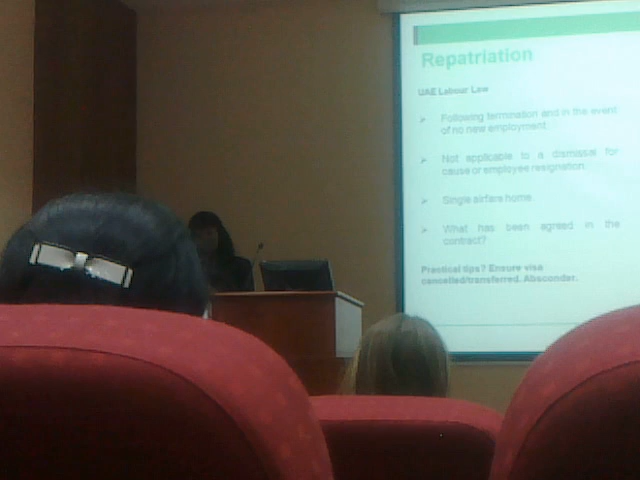 Repatriation
UAE Labour Law
Following termination and in the event
of no new employment.
Not applicable to a dismissal for
cause or employee resignation.
Single airfare home.
What has been agreed in the
contract?
Practical tips? Ensure visa
cancelled/transferred. Absconder.